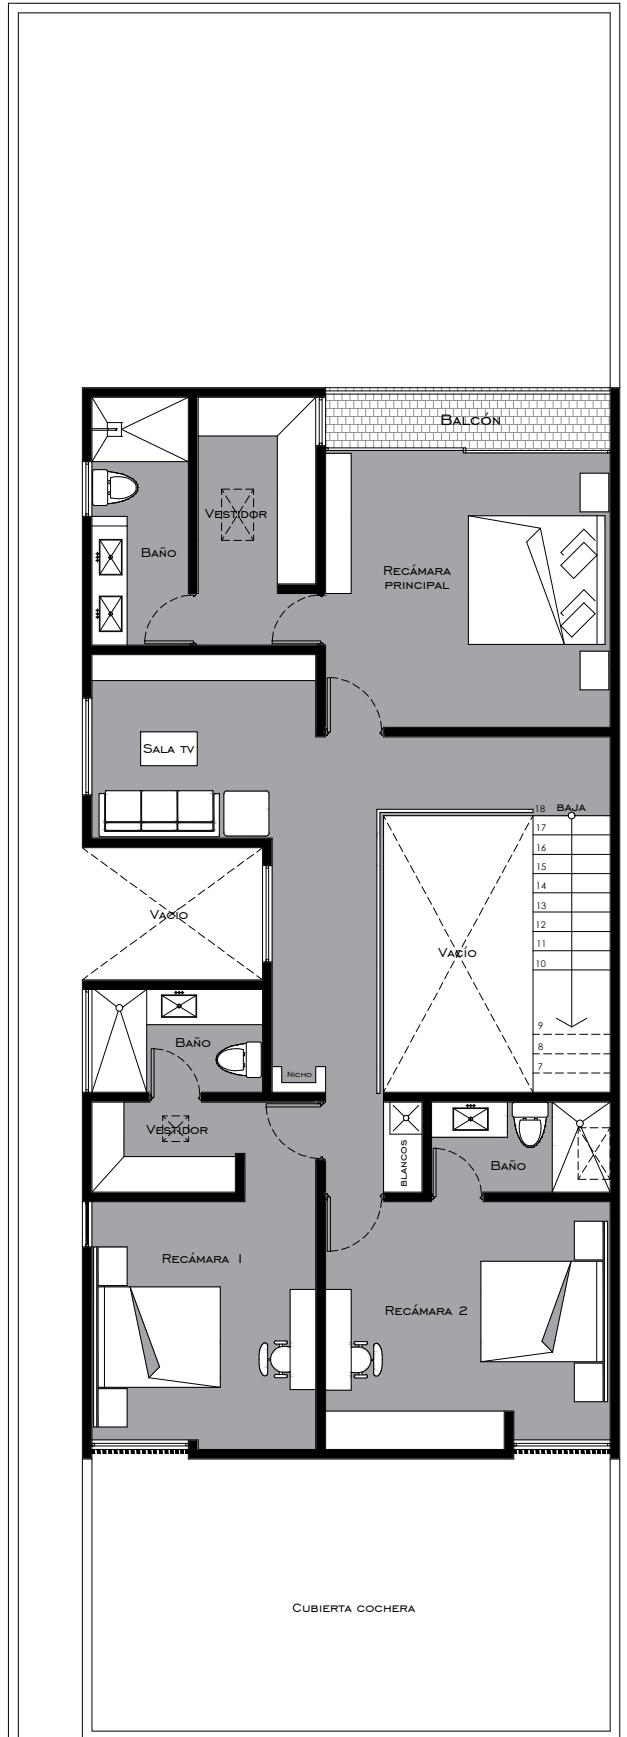 Balcón
Vestidor
Baño
Recámara
principal
Sala tv
18 baja
17
16
15
14
13
12
11
10
9
8
7
Vacío
Vacío
Baño
Nicho
Vestidor
Blancos
Baño
Recámara 1
Recámara 2
Cubierta cochera